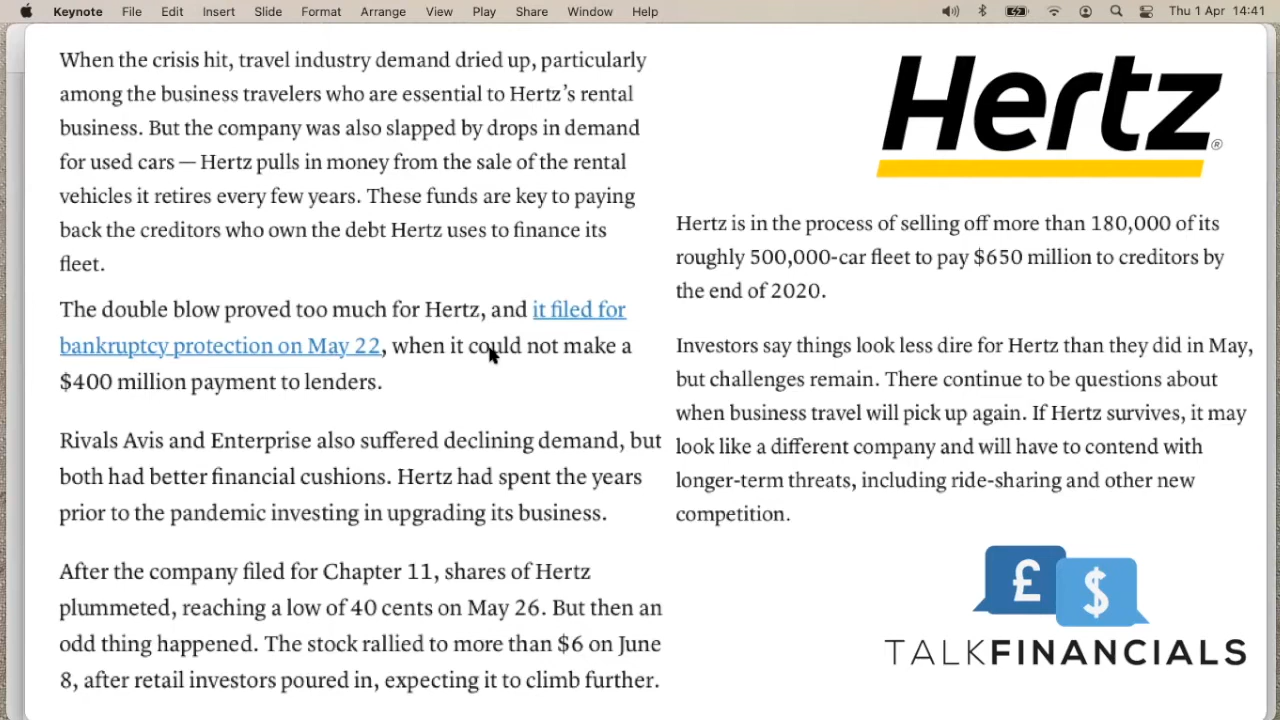 Keynote File Edit Insert Slide Format Arrange View Play Share Window Help Thu 1 Apr 14:41
When the crisis hit, travel industry demand dried up, particularly
among the business travelers who are essential to Hertz’s rental
business. But the company was also slapped by drops in demand
for used cars — Hertz pulls in money from the sale of the rental
vehicles it retires every few years. These funds are key to paying
back the creditors who own the debt Hertz uses to finance its
fleet.
The double blow proved too much for Hertz, and it filed for
bankruptcy protection on May 22, when it could not make a
$400 million payment to lenders.
Rivals Avis and Enterprise also suffered declining demand, but
both had better financial cushions. Hertz had spent the years
prior to the pandemic investing in upgrading its business.
After the company filed for Chapter 11, shares of Hertz
plummeted, reaching a low of 40 cents on May 26. But then an
odd thing happened. The stock rallied to more than $6 on June
8, after retail investors poured in, expecting it to climb further.
Hertz®
Hertz is in the process of selling off more than 180,000 of its
roughly 500,000-car fleet to pay $650 million to creditors by
the end of 2020.
Investors say things look less dire for Hertz than they did in May,
but challenges remain. There continue to be questions about
when business travel will pick up again. If Hertz survives, it may
look like a different company and will have to contend with
longer-term threats, including ride-sharing and other new
competition.
£ $
TALKFINANCIALS